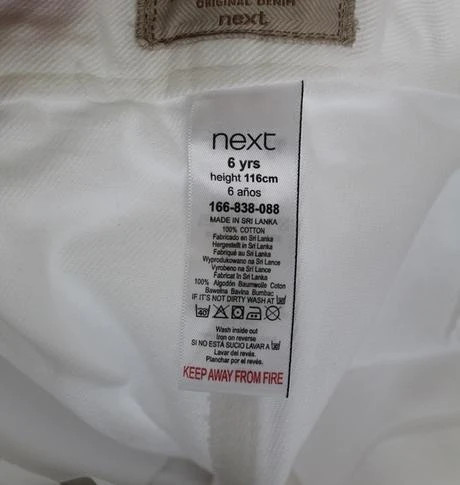 ORIGINAL DENIM
next
next
6 yrs
height 116cm
6 años
166-838-088
MADE IN SRI LANKA
100% COTTON
Fabricado en Sri Lanka
Hergestellt in Sri Lanka
Fabriqué au Sri Lanka
Wyprodukowano na Sri Lance
Vyrobeno na Sri Lance
Fabricat în Sri Lanka
100% Algodón Baumwolle Coton
Bawełna Bavlna Bumbac
IF IT'S NOT DIRTY WASH AT
40
Wash inside out
Iron on reverse
SI NO ESTÁ SUCIO LAVAR A
Lavar del revés.
Planchar por el revés.
KEEP AWAY FROM FIRE